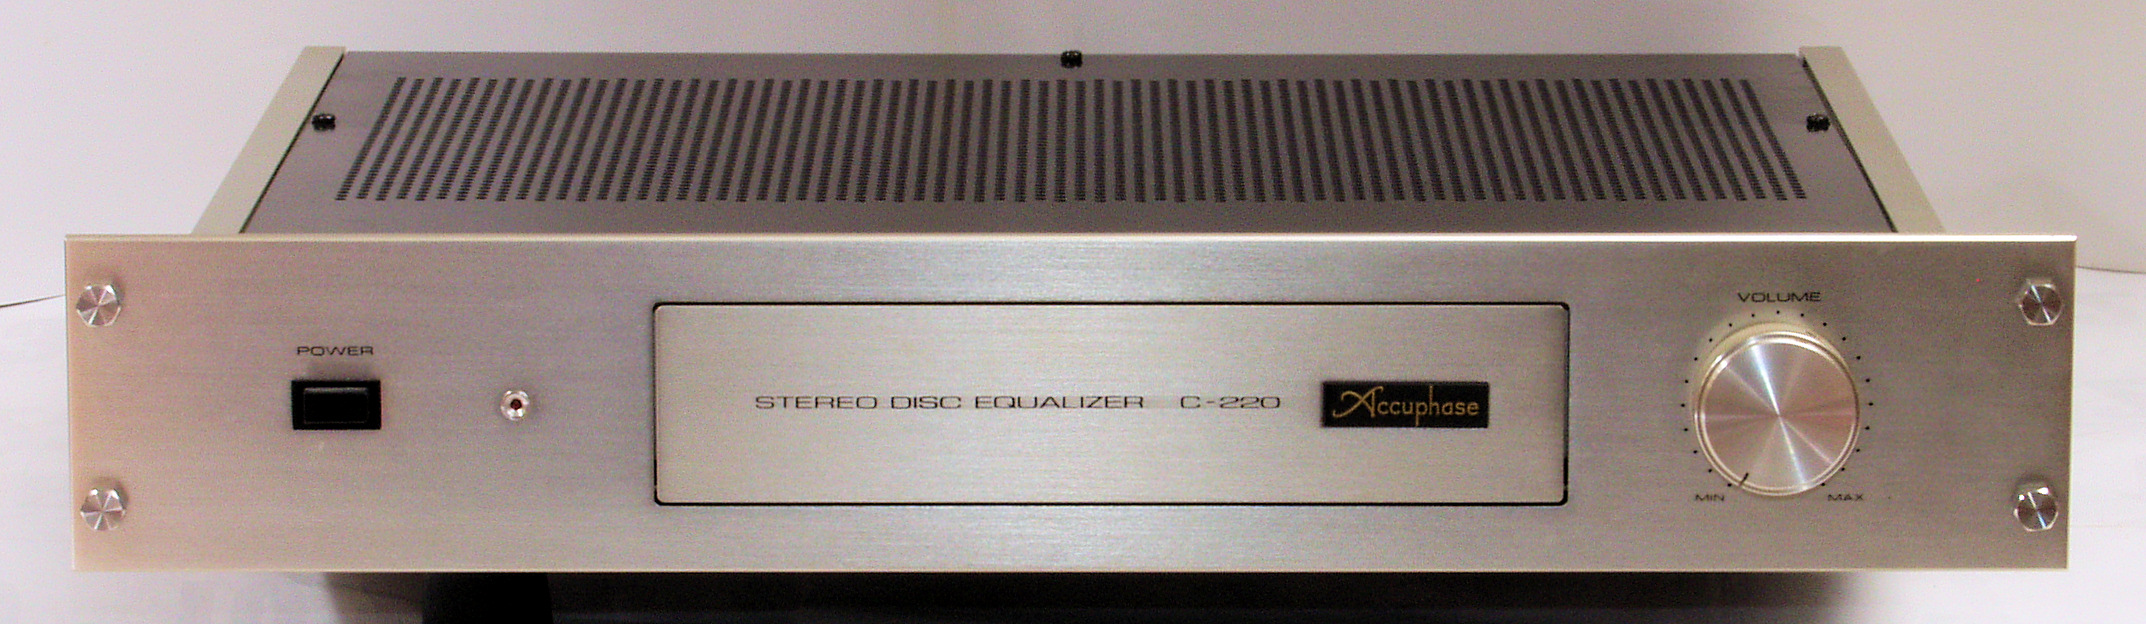 POWER
STEREO DISC EQUALIZER C-220
Accuphase
VOLUME
MIN MAX